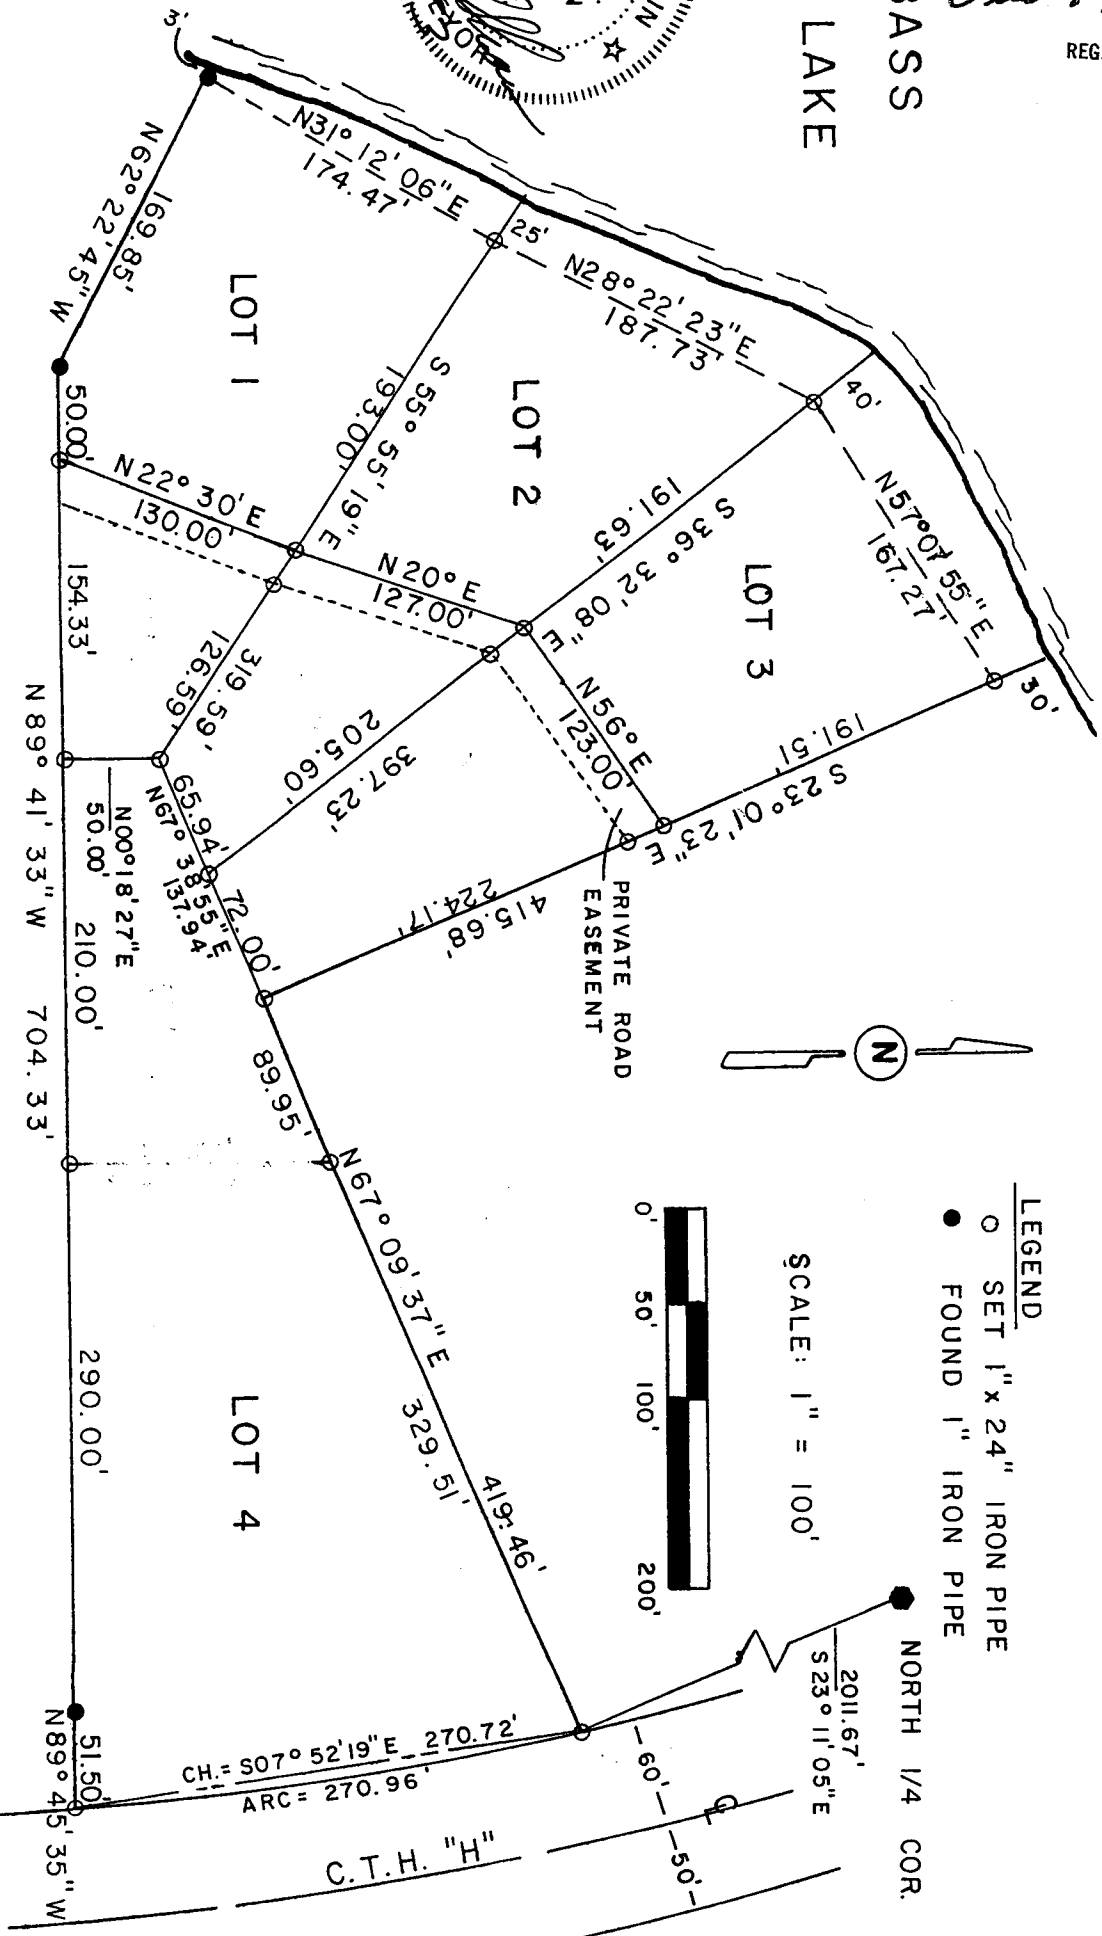 REG.
BASS
LAKE
IN
EYOR
3'
N31° 12' 06"E
174.47'
25'
N28° 22' 23"E
187.73'
40'
N57° 07' 55"E
167.27'
30'
N62° 22' 45" W
169.85'
LOT 1
LOT 2
LOT 3
S 55° 55' 19" E
193.00'
S 36° 32' 08" E
191.63'
S 23° 01' 23" E
191.51'
50.00'
N 22° 30' E
130.00'
N 20° E
127.00'
N 56° E
123.00'
154.33'
319.59'
126.59'
205.60'
397.23'
224.17'
415.68'
PRIVATE ROAD
EASEMENT
N
65.94'
N67° 38' 55" E
137.94'
72.00'
N00°18'27"E
50.00'
210.00'
N 89° 41' 33" W 704.33'
89.95'
N 67° 09' 37" E
329.51'
419.46'
290.00'
LOT 4
LEGEND
O SET 1" x 24" IRON PIPE
● FOUND 1" IRON PIPE
SCALE: 1" = 100'
0' 50' 100' 200'
NORTH 1/4 COR.
2011.67'
S 23° 11' 05" E
CH.= S07° 52' 19" E 270.72'
ARC = 270.96'
51.50'
N89° 45' 35" W
60'
50'
CL
C.T.H. "H"